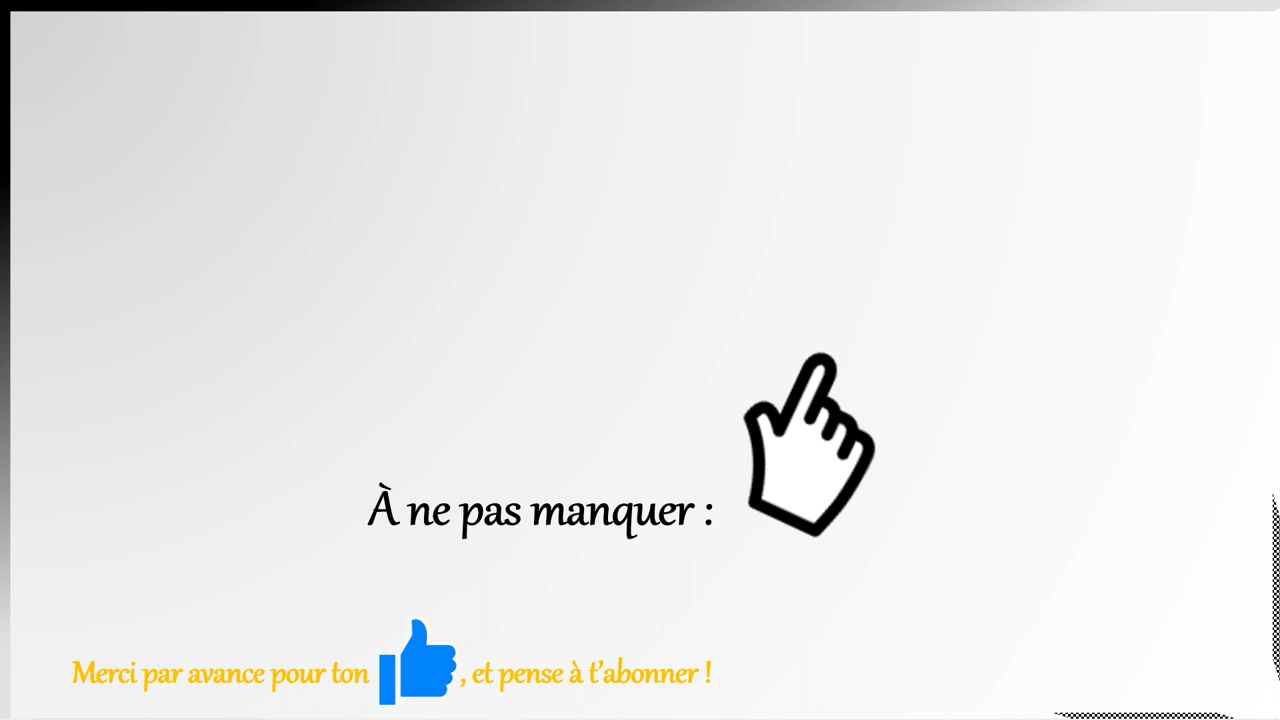 À ne pas manquer :
Merci par avance pour ton , et pense à t’abonner !